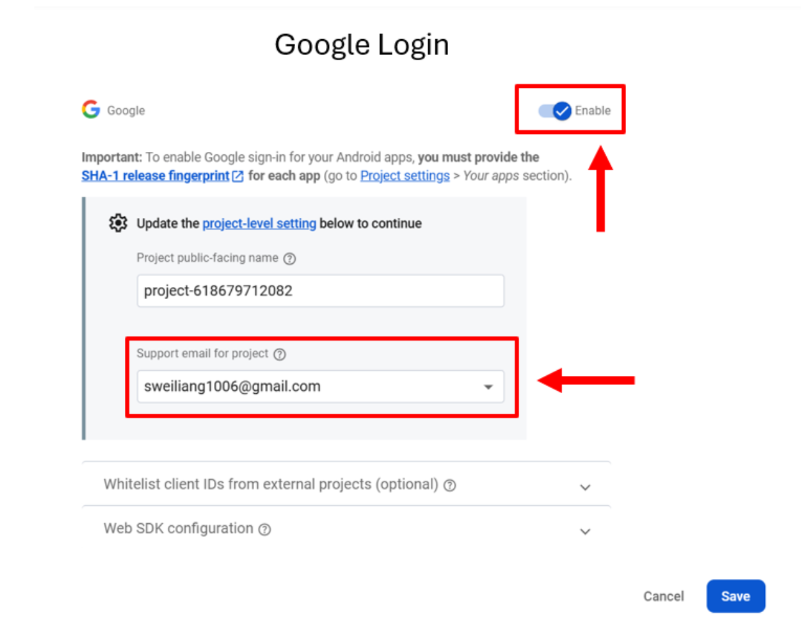 Google Login
Google
Enable
Important: To enable Google sign-in for your Android apps, you must provide the
SHA-1 release fingerprint for each app (go to Project settings > Your apps section).
Update the project-level setting below to continue
Project public-facing name
project-618679712082
Support email for project
sweiliang1006@gmail.com
Whitelist client IDs from external projects (optional)
Web SDK configuration
Cancel
Save